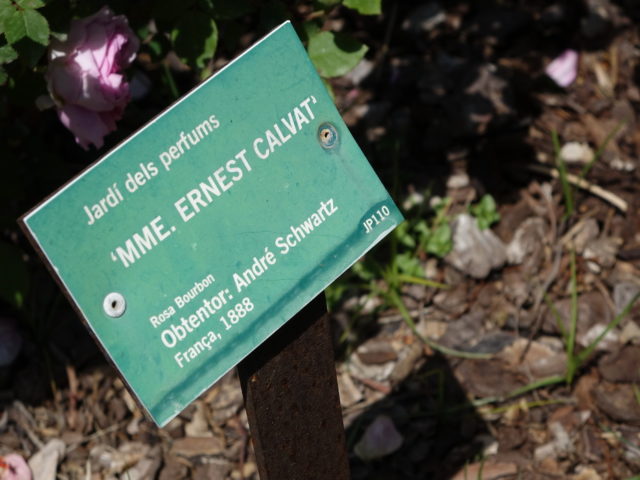 Jardí dels perfums
'MME. ERNEST CALVAT'
Rosa Bourbon
Obtentor: André Schwartz
França, 1888
JP110